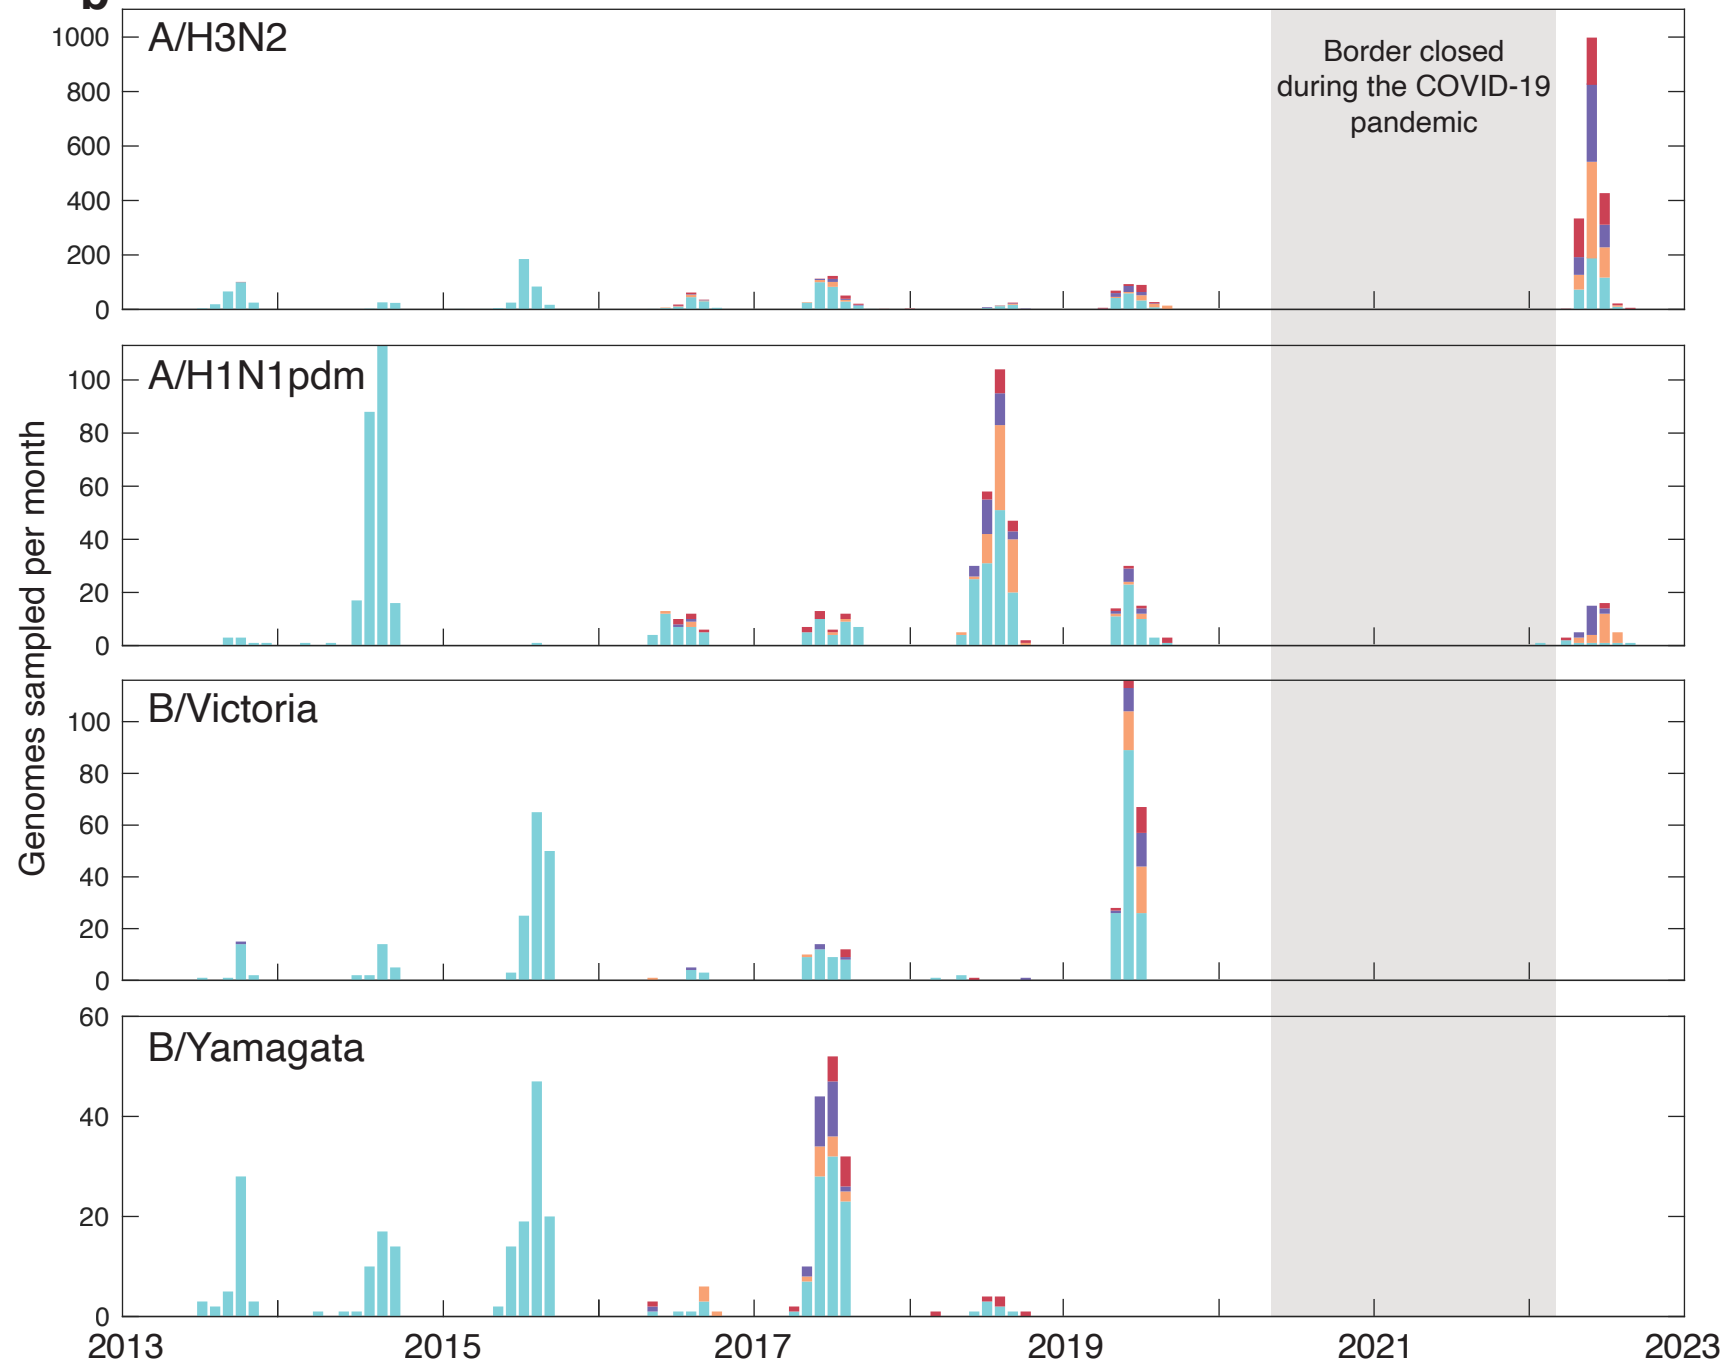 b
A/H3N2
1000
800
600
400
200
0
Border closed
during the COVID-19
pandemic
A/H1N1pdm
100
80
60
40
20
0
Genomes sampled per month
B/Victoria
100
80
60
40
20
0
B/Yamagata
60
40
20
0
2013 2015 2017 2019 2021 2023